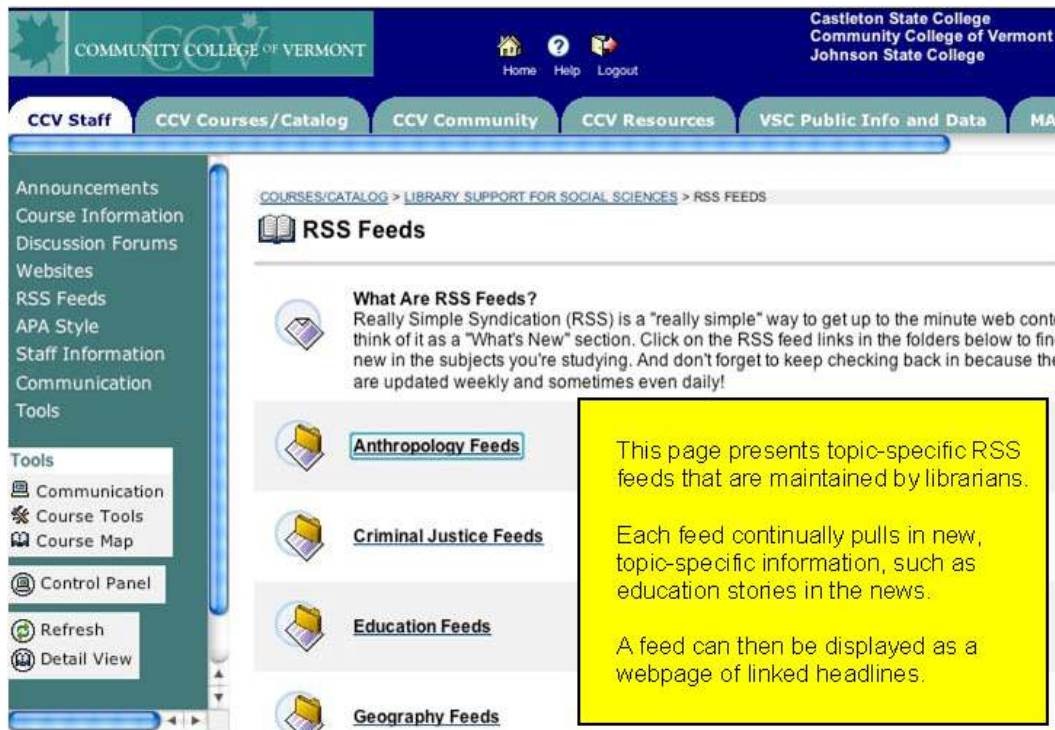 COMMUNITY COLLEGE OF VERMONT
CCV
Home Help Logout
Castleton State College
Community College of Vermont
Johnson State College
CCV Staff CCV Courses/Catalog CCV Community CCV Resources VSC Public Info and Data MA
Announcements
Course Information
Discussion Forums
Websites
RSS Feeds
APA Style
Staff Information
Communication
Tools
Tools
Communication
Course Tools
Course Map
Control Panel
Refresh
Detail View
COURSES/CATALOG > LIBRARY SUPPORT FOR SOCIAL SCIENCES > RSS FEEDS
RSS Feeds
What Are RSS Feeds?
Really Simple Syndication (RSS) is a "really simple" way to get up to the minute web cont
think of it as a "What's New" section. Click on the RSS feed links in the folders below to fin
new in the subjects you're studying. And don't forget to keep checking back in because the
are updated weekly and sometimes even daily!
Anthropology Feeds
Criminal Justice Feeds
Education Feeds
Geography Feeds
This page presents topic-specific RSS
feeds that are maintained by librarians.
Each feed continually pulls in new,
topic-specific information, such as
education stories in the news.
A feed can then be displayed as a
webpage of linked headlines.